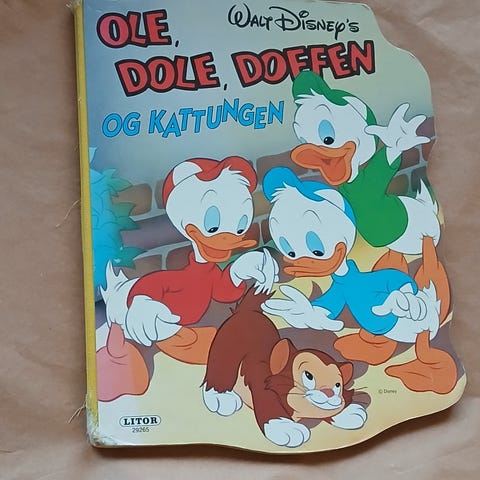 WALT DISNEY'S
OLE,
DOLE, DOFFEN
OG KATTUNGEN
© Disney
LITOR
29265